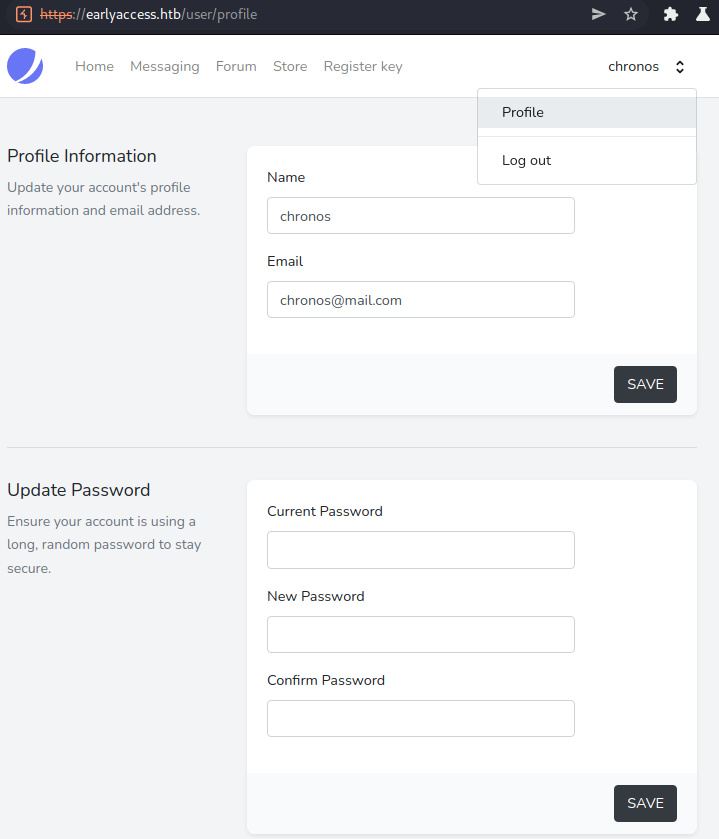 https://earlyaccess.htb/user/profile
Home Messaging Forum Store Register key chronos
Profile
Log out
Profile Information
Update your account's profile
information and email address.
Name
chronos
Email
chronos@mail.com
SAVE
Update Password
Ensure your account is using a
long, random password to stay
secure.
Current Password
New Password
Confirm Password
SAVE